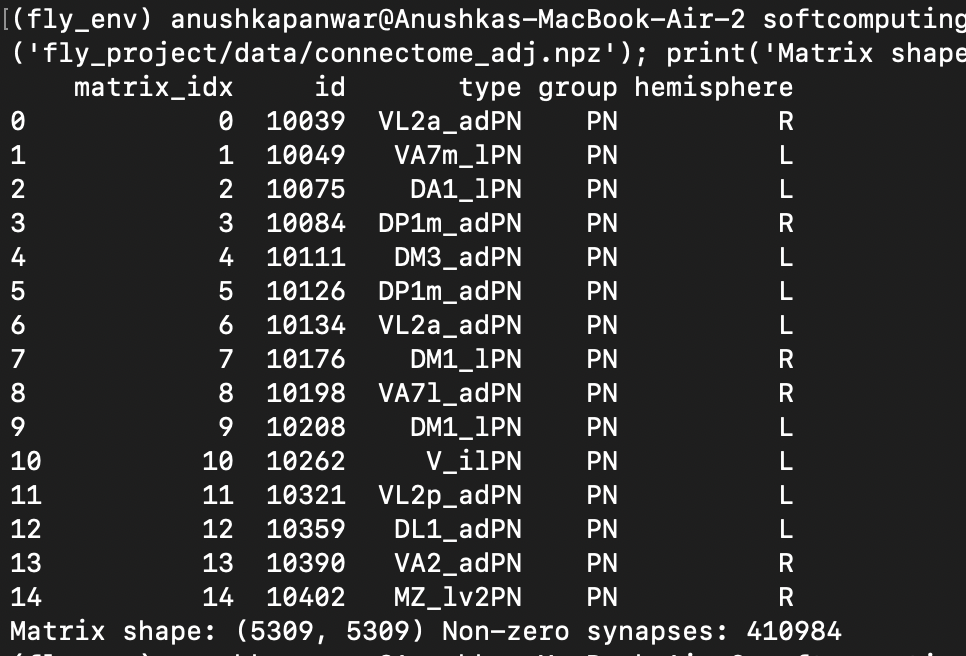 [(fly_env) anushkapanwar@Anushkas-MacBook-Air-2 softcomputing
('fly_project/data/connectome_adj.npz'); print('Matrix shape
matrix_idx id type group hemisphere
0 0 10039 VL2a_adPN PN R
1 1 10049 VA7m_lPN PN L
2 2 10075 DA1_lPN PN L
3 3 10084 DP1m_adPN PN R
4 4 10111 DM3_adPN PN L
5 5 10126 DP1m_adPN PN L
6 6 10134 VL2a_adPN PN L
7 7 10176 DM1_lPN PN R
8 8 10198 VA7l_adPN PN R
9 9 10208 DM1_lPN PN L
10 10 10262 V_ilPN PN L
11 11 10321 VL2p_adPN PN L
12 12 10359 DL1_adPN PN L
13 13 10390 VA2_adPN PN R
14 14 10402 MZ_lv2PN PN R
Matrix shape: (5309, 5309) Non-zero synapses: 410984